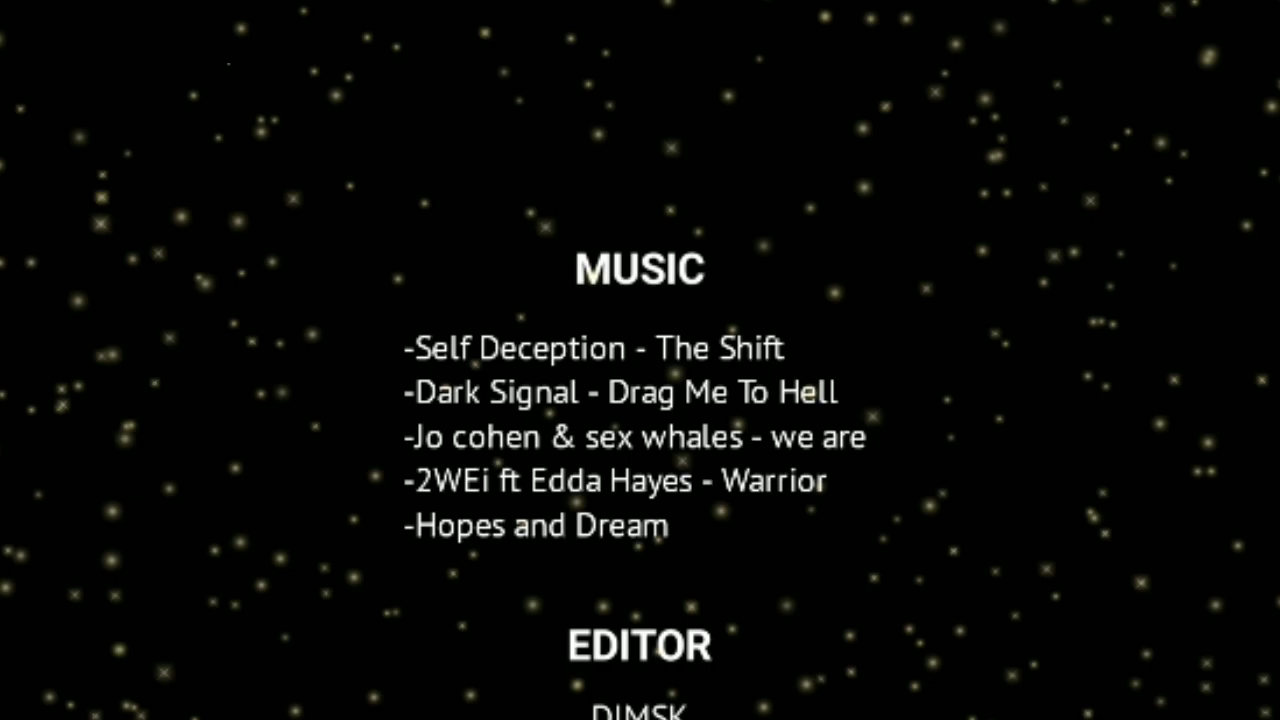 MUSIC
-Self Deception - The Shift
-Dark Signal - Drag Me To Hell
-Jo cohen & sex whales - we are
-2WEi ft Edda Hayes - Warrior
-Hopes and Dream
EDITOR
DIMSK